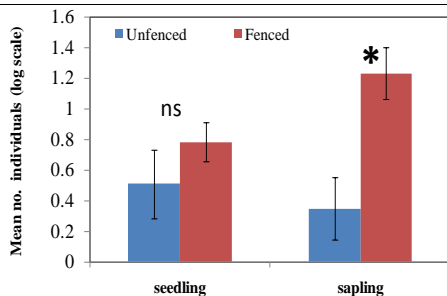 Mean no. individuals (log scale)
1.6
1.4
1.2
1
0.8
0.6
0.4
0.2
0
Unfenced Fenced
ns
*
seedling sapling